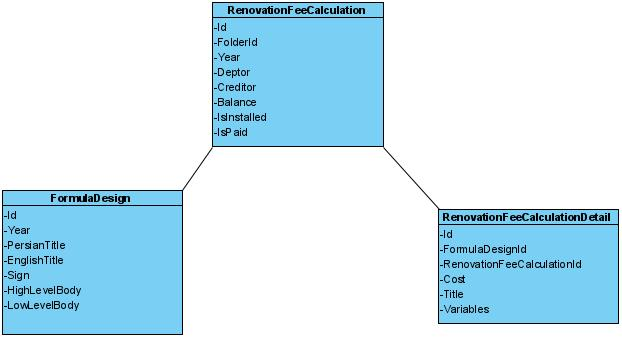 RenovationFeeCalculation
-Id
-FolderId
-Year
-Deptor
-Creditor
-Balance
-IsInstalled
-IsPaid
FormulaDesign
-Id
-Year
-PersianTitle
-EnglishTitle
-Sign
-HighLevelBody
-LowLevelBody
RenovationFeeCalculationDetail
-Id
-FormulaDesignId
-RenovationFeeCalculationId
-Cost
-Title
-Variables